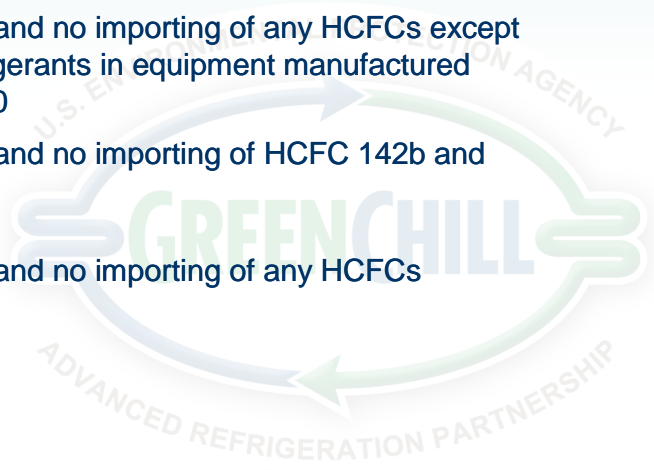 and no importing of any HCFCs except
gerants in equipment manufactured
0
and no importing of HCFC 142b and
and no importing of any HCFCs
U.S. ENVIRONMENTAL PROTECTION AGENCY
GREENCHILL
ADVANCED REFRIGERATION PARTNERSHIP